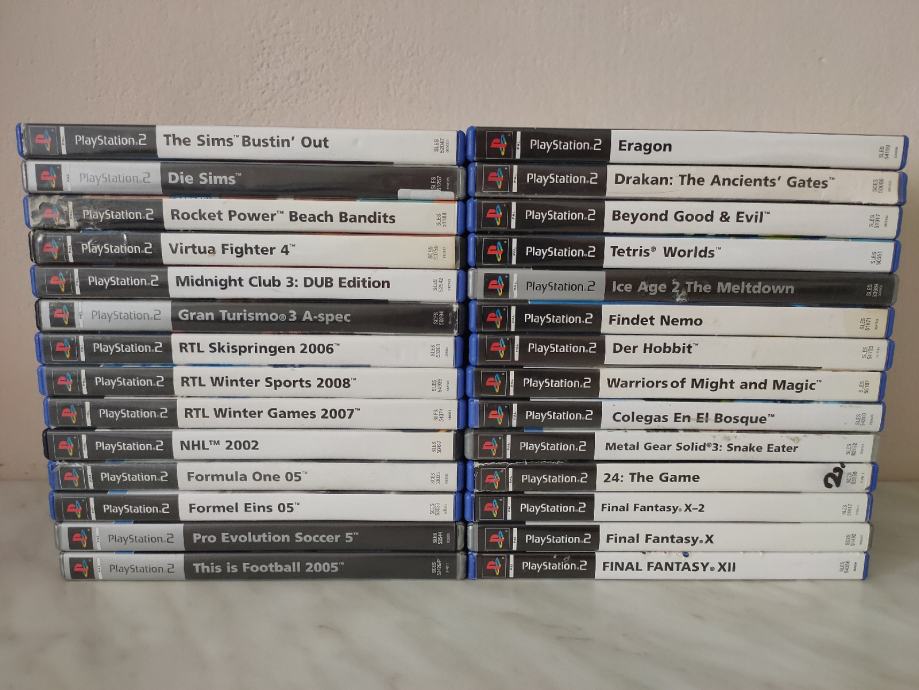 PlayStation.2 The Sims™ Bustin' Out
PlayStation.2 Die Sims™
PlayStation.2 Rocket Power™ Beach Bandits
PlayStation.2 Virtua Fighter 4™
PlayStation.2 Midnight Club 3: DUB Edition
PlayStation.2 Gran Turismo® 3 A-spec
PlayStation.2 RTL Skispringen 2006™
PlayStation.2 RTL Winter Sports 2008™
PlayStation.2 RTL Winter Games 2007™
PlayStation.2 NHL™ 2002
PlayStation.2 Formula One 05™
PlayStation.2 Formel Eins 05™
PlayStation.2 Pro Evolution Soccer 5™
PlayStation.2 This is Football 2005™
PlayStation.2 Eragon
PlayStation.2 Drakan: The Ancients' Gates™
PlayStation.2 Beyond Good & Evil™
PlayStation.2 Tetris® Worlds™
PlayStation.2 Ice Age 2 The Meltdown
PlayStation.2 Findet Nemo
PlayStation.2 Der Hobbit™
PlayStation.2 Warriors of Might and Magic™
PlayStation.2 Colegas En El Bosque™
PlayStation.2 Metal Gear Solid® 3: Snake Eater
PlayStation.2 24: The Game
PlayStation.2 Final Fantasy® X-2
PlayStation.2 Final Fantasy® X
PlayStation.2 FINAL FANTASY® XII